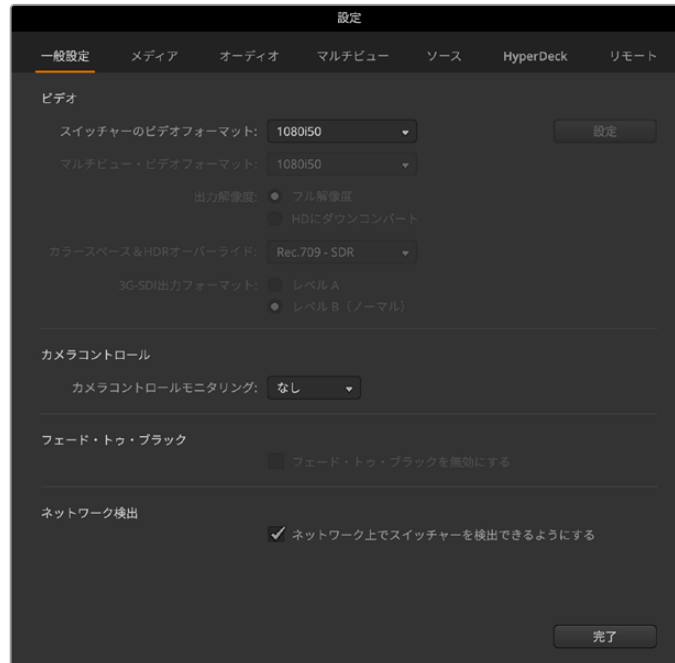 設定
一般設定 メディア オーディオ マルチビュー ソース HyperDeck リモート
ビデオ
スイッチャーのビデオフォーマット: 1080i50 設定
マルチビュー・ビデオフォーマット: 1080i50
出力解像度: フル解像度
HDにダウンコンバート
カラースペース&HDRオーバーライド: Rec.709 - SDR
3G-SDI出力フォーマット: レベル A
レベル B（ノーマル）
カメラコントロール
カメラコントロールモニタリング: なし
フェード・トゥ・ブラック
フェード・トゥ・ブラックを無効にする
ネットワーク検出
ネットワーク上でスイッチャーを検出できるようにする
完了